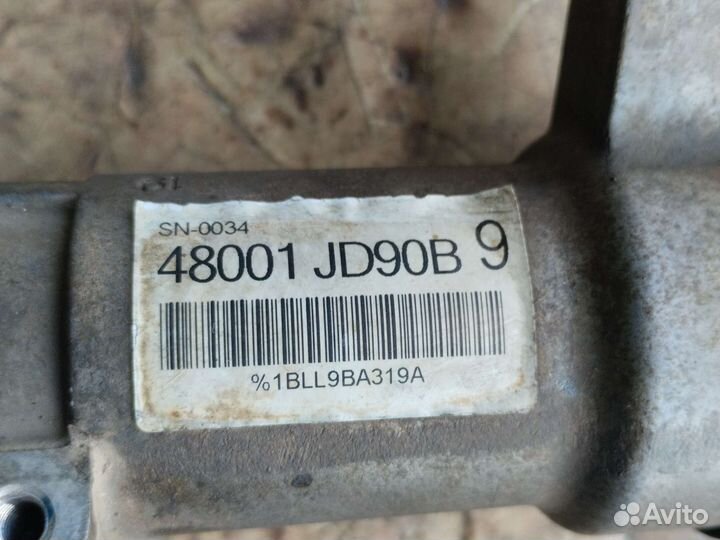 SN-0034
48001 JD90B 9
%1BLL9BA319A
Avito